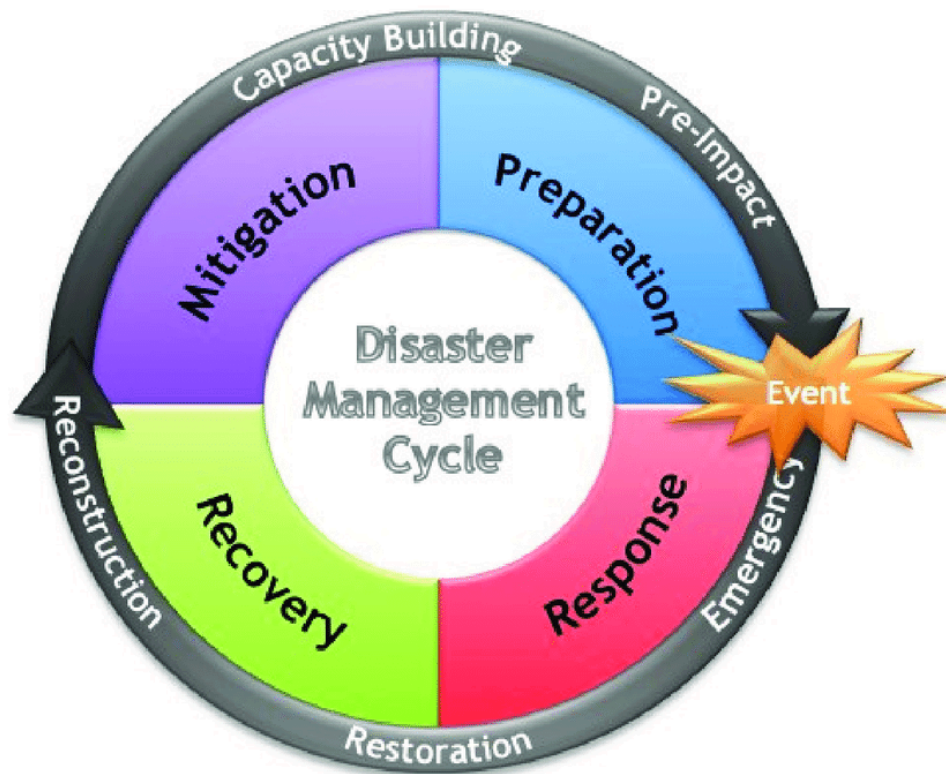 Capacity Building
Pre-Impact
Mitigation
Preparation
Disaster
Management
Cycle
Event
Reconstruction
Recovery
Response
Emergency
Restoration